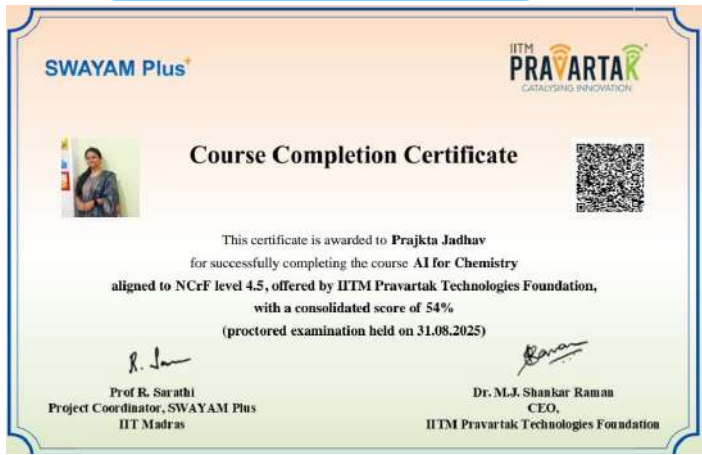 SWAYAM Plus+
IITM
PRAVARTAK
CATALYSING INNOVATION
Course Completion Certificate
This certificate is awarded to Prajkta Jadhav
for successfully completing the course AI for Chemistry
aligned to NCrF level 4.5, offered by IITM Pravartak Technologies Foundation,
with a consolidated score of 54%
(proctored examination held on 31.08.2025)
Prof R. Sarathi
Project Coordinator, SWAYAM Plus
IIT Madras
Dr. M.J. Shankar Raman
CEO,
IITM Pravartak Technologies Foundation